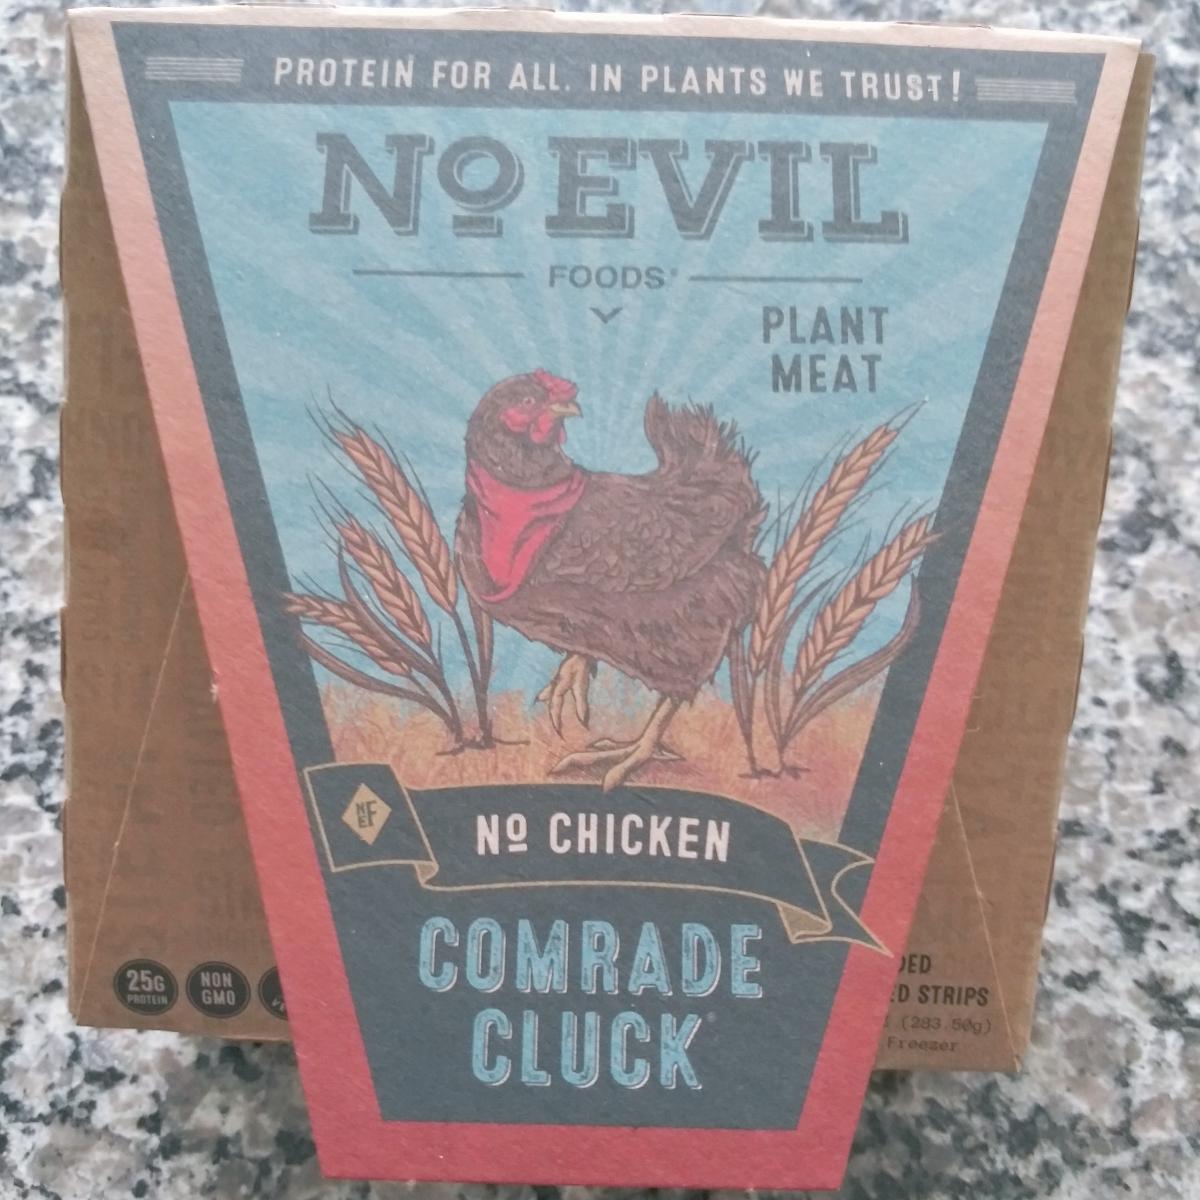 PROTEIN FOR ALL. IN PLANTS WE TRUST!
No EVIL
FOODS®
PLANT
MEAT
NEF
No CHICKEN
COMRADE
CLUCK®
25G
PROTEIN
NON
GMO
ED STRIPS
(283.50g)
Freezer